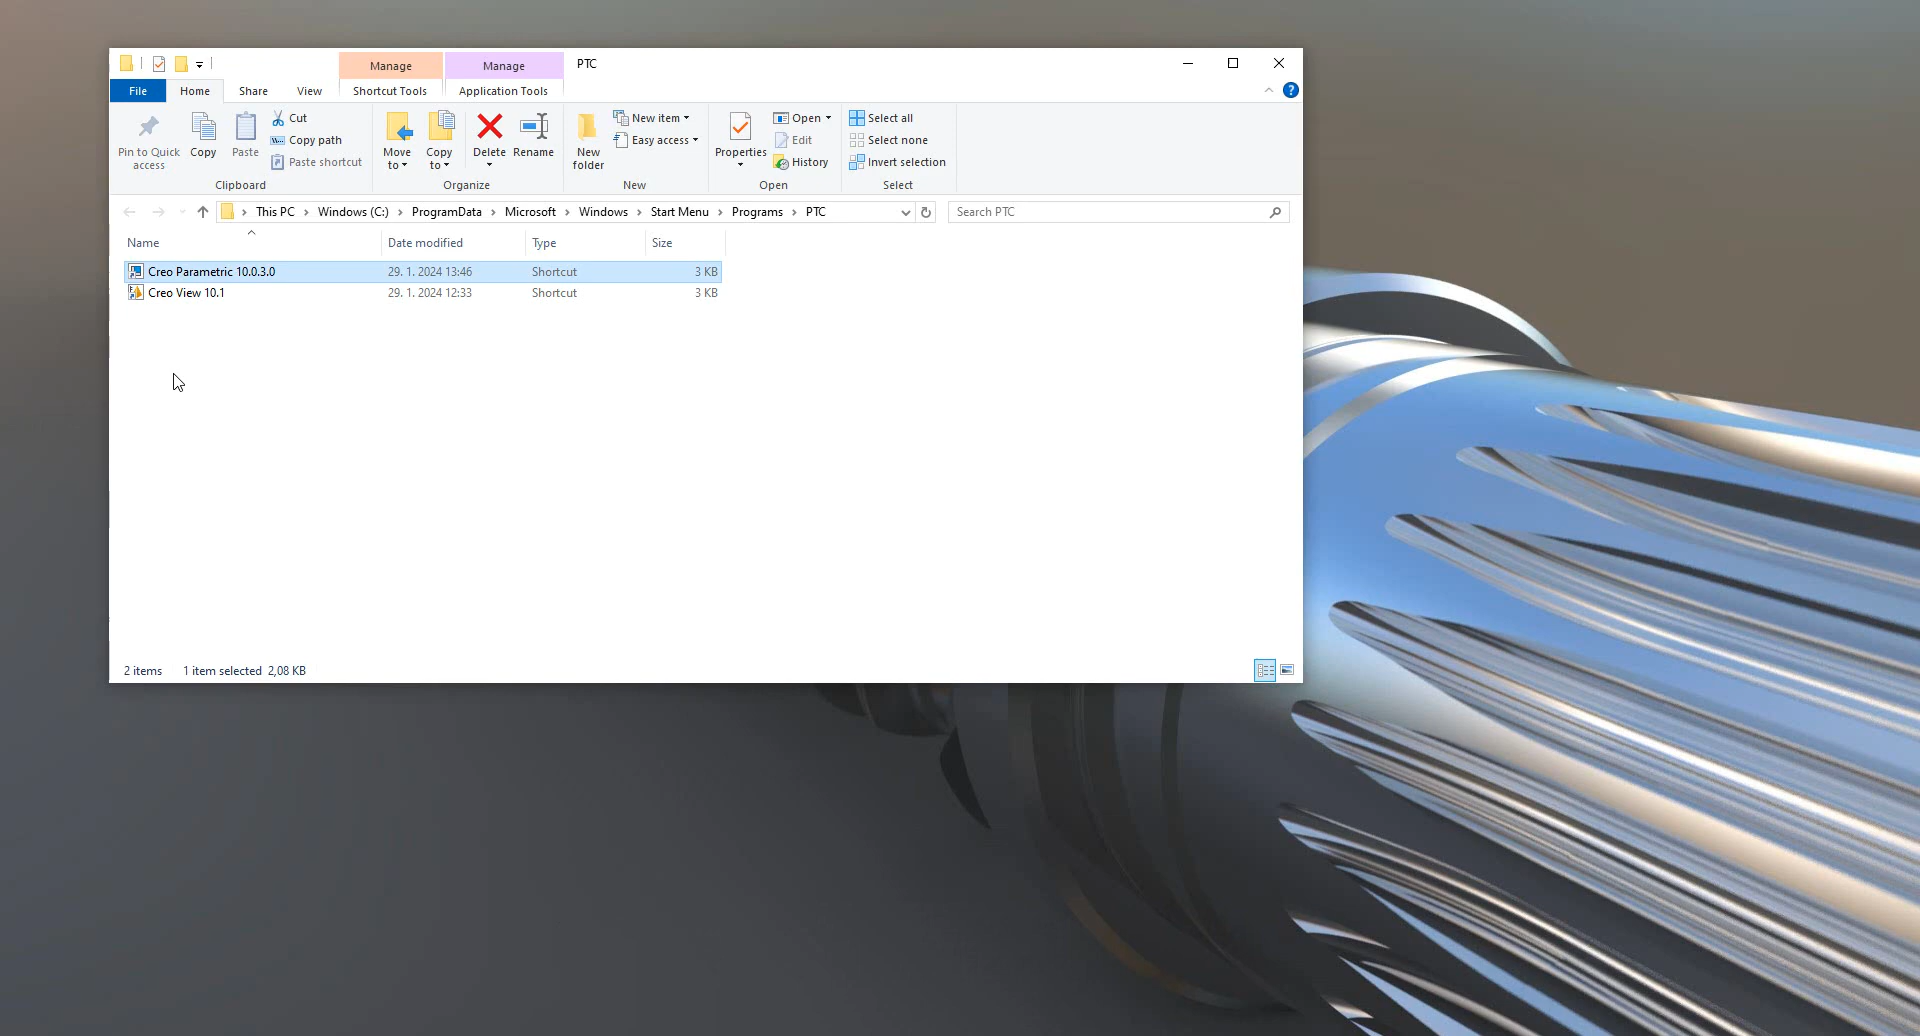 Manage Manage PTC
File Home Share View Shortcut Tools Application Tools
Pin to Quick access
Copy
Paste
Cut
Copy path
Paste shortcut
Clipboard
Move to
Copy to
Delete
Rename
Organize
New folder
New item
Easy access
New
Properties
Open
Edit
History
Open
Select all
Select none
Invert selection
Select
This PC > Windows (C:) > ProgramData > Microsoft > Windows > Start Menu > Programs > PTC
Search PTC
Name Date modified Type Size
Creo Parametric 10.0.3.0 29. 1. 2024 13:46 Shortcut 3 KB
Creo View 10.1 29. 1. 2024 12:33 Shortcut 3 KB
2 items 1 item selected 2,08 KB